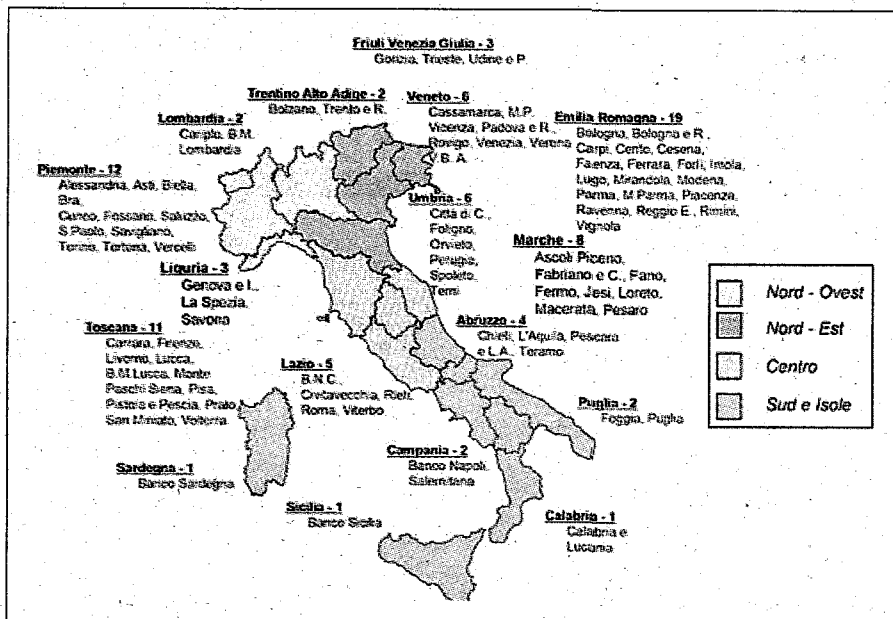 Friuli Venezia Giulia - 3
Gorizia, Trieste, Udine e P.
Trentino Alto Adine - 2
Bolzano, Trento e R.
Veneto - 6
Cassamarca, M.P.
Vicenza, Padova e R.,
Rovigo, Venezia, Verona
V.B. A.
Emilia Romagna - 19
Bologna, Bologna e R.,
Carpi, Cento, Cesena,
Faenza, Ferrara, Forlì, Imola,
Lugo, Mirandola, Modena,
Parma, M Parma, Piacenza,
Ravenna, Reggio E., Rimini,
Vignola
Lombardia - 2
Cariplo, B.M.
Lombardia
Piemonte - 12
Alessandria, Asti, Biella,
Bra,
Cuneo, Fossano, Saluzzo,
S Paolo, Savigliano,
Torino, Tortona, Vercelli
Umbria - 6
Città di C.,
Foligno,
Orvieto,
Perugia,
Spoleto,
Terni
Marche - 8
Ascoli Piceno,
Fabriano e C., Fano,
Fermo, Jesi, Loreto,
Macerata, Pesaro
Liguria - 3
Genova e I.,
La Spezia,
Savona
Toscana - 11
Carrara, Firenze,
Livorno, Lucca,
B.M Lucca, Monte
Paschi Siena, Pisa,
Pistoia e Pescia, Prato,
San Miniato, Volterra
Lazio - 5
B.N.C.,
Civitavecchia, Rieti,
Roma, Viterbo
Abruzzo - 4
Chieti, L'Aquila, Pescara
e L.A., Teramo
Puglia - 2
Foggia, Puglia
Campania - 2
Banco Napoli,
Salernitana
Sardegna - 1
Banco Sardegna
Sicilia - 1
Banco Sicilia
Calabria - 1
Calabria e
Lucania
Nord - Ovest
Nord - Est
Centro
Sud e Isole